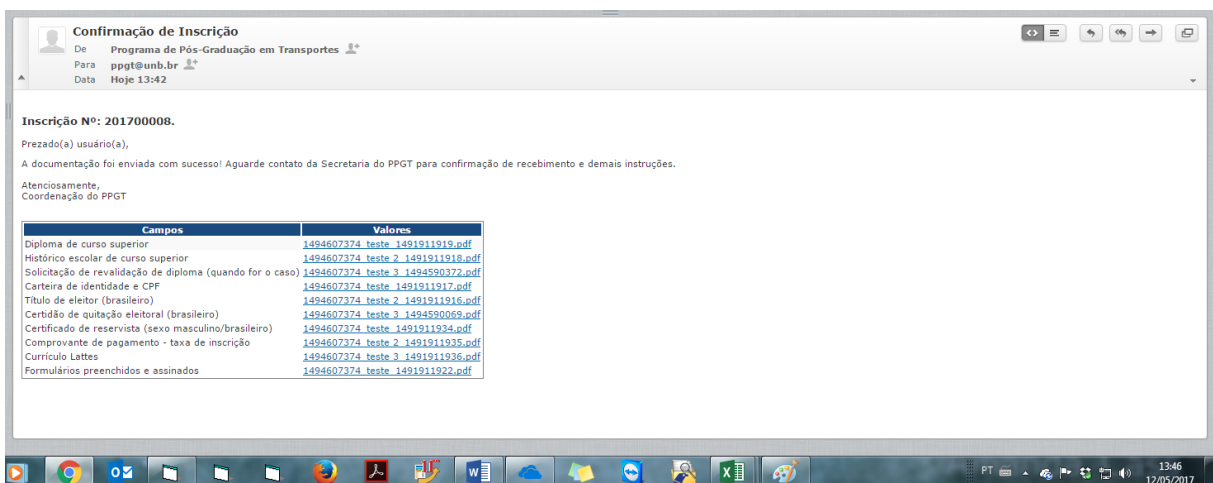 Confirmação de Inscrição
De Programa de Pós-Graduação em Transportes
Para ppgt@unb.br
Data Hoje 13:42
Inscrição Nº: 201700008.
Prezado(a) usuário(a),
A documentação foi enviada com sucesso! Aguarde contato da Secretaria do PPGT para confirmação de recebimento e demais instruções.
Atenciosamente,
Coordenação do PPGT
Campos Valores
Diploma de curso superior 1494607374_teste_1491911919.pdf
Histórico escolar de curso superior 1494607374_teste_2_1491911918.pdf
Solicitação de revalidação de diploma (quando for o caso) 1494607374_teste_3_1494590372.pdf
Carteira de identidade e CPF 1494607374_teste_1491911917.pdf
Título de eleitor (brasileiro) 1494607374_teste_2_1491911916.pdf
Certidão de quitação eleitoral (brasileiro) 1494607374_teste_3_1494590069.pdf
Certificado de reservista (sexo masculino/brasileiro) 1494607374_teste_1491911934.pdf
Comprovante de pagamento - taxa de inscrição 1494607374_teste_2_1491911935.pdf
Currículo Lattes 1494607374_teste_3_1491911936.pdf
Formulários preenchidos e assinados 1494607374_teste_1491911922.pdf
PT 13:46
12/05/2017